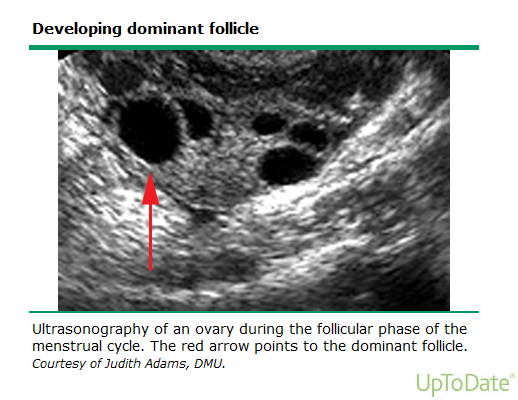 Developing dominant follicle
Ultrasonography of an ovary during the follicular phase of the
menstrual cycle. The red arrow points to the dominant follicle.
Courtesy of Judith Adams, DMU.
UpToDate®